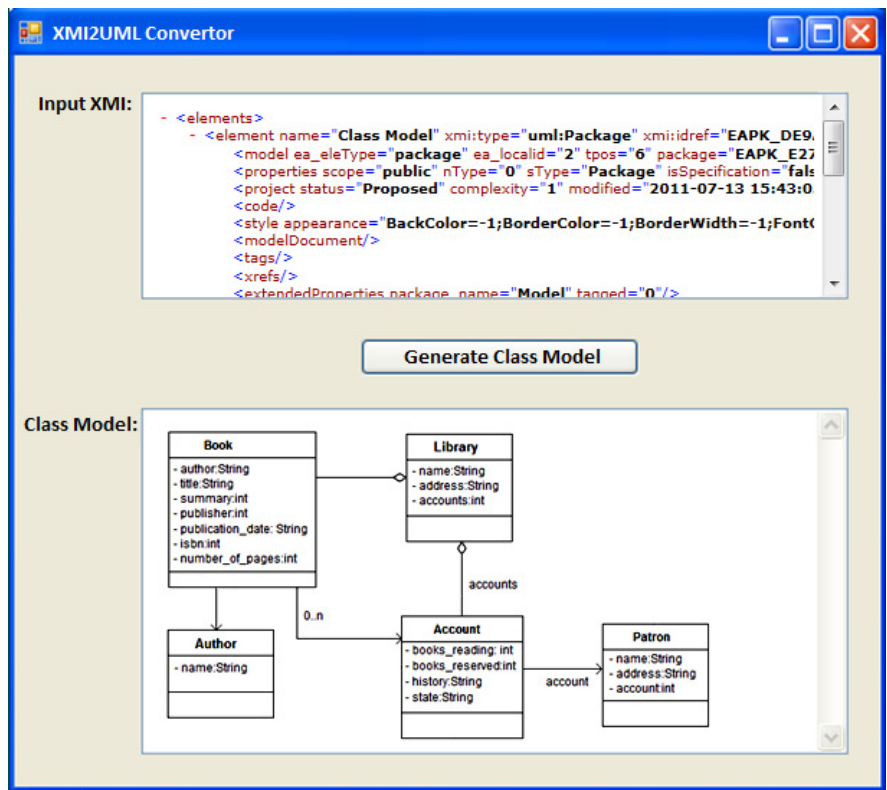 XMI2UML Convertor
Input XMI:
- <elements>
- <element name="Class Model" xmi:type="uml:Package" xmi:idref="EAPK_DE9
<model ea_eleType="package" ea_localid="2" tpos="6" package="EAPK_E27
<properties scope="public" nType="0" sType="Package" isSpecification="fals
<project status="Proposed" complexity="1" modified="2011-07-13 15:43:0
<code/>
<style appearance="BackColor=-1;BorderColor=-1;BorderWidth=-1;Font
<modelDocument/>
<tags/>
<xrefs/>
<extendedProperties package_name="Model" tagged="0"/>
Generate Class Model
Class Model:
Book
- author:String
- title:String
- summary:int
- publisher:int
- publication_date: String
- isbn:int
- number_of_pages:int
Library
- name:String
- address:String
- accounts:int
accounts
0..n
Author
- name:String
Account
- books_reading: int
- books_reserved:int
- history:String
- state:String
account
Patron
- name:String
- address:String
- account:int